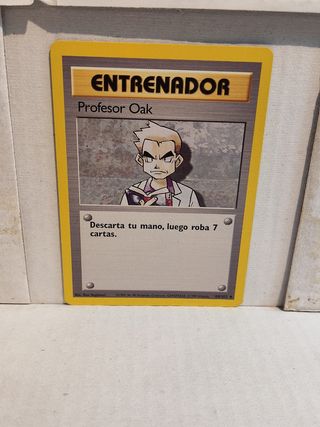 ENTRENADOR
Profesor Oak
Descarta tu mano, luego roba 7
cartas.